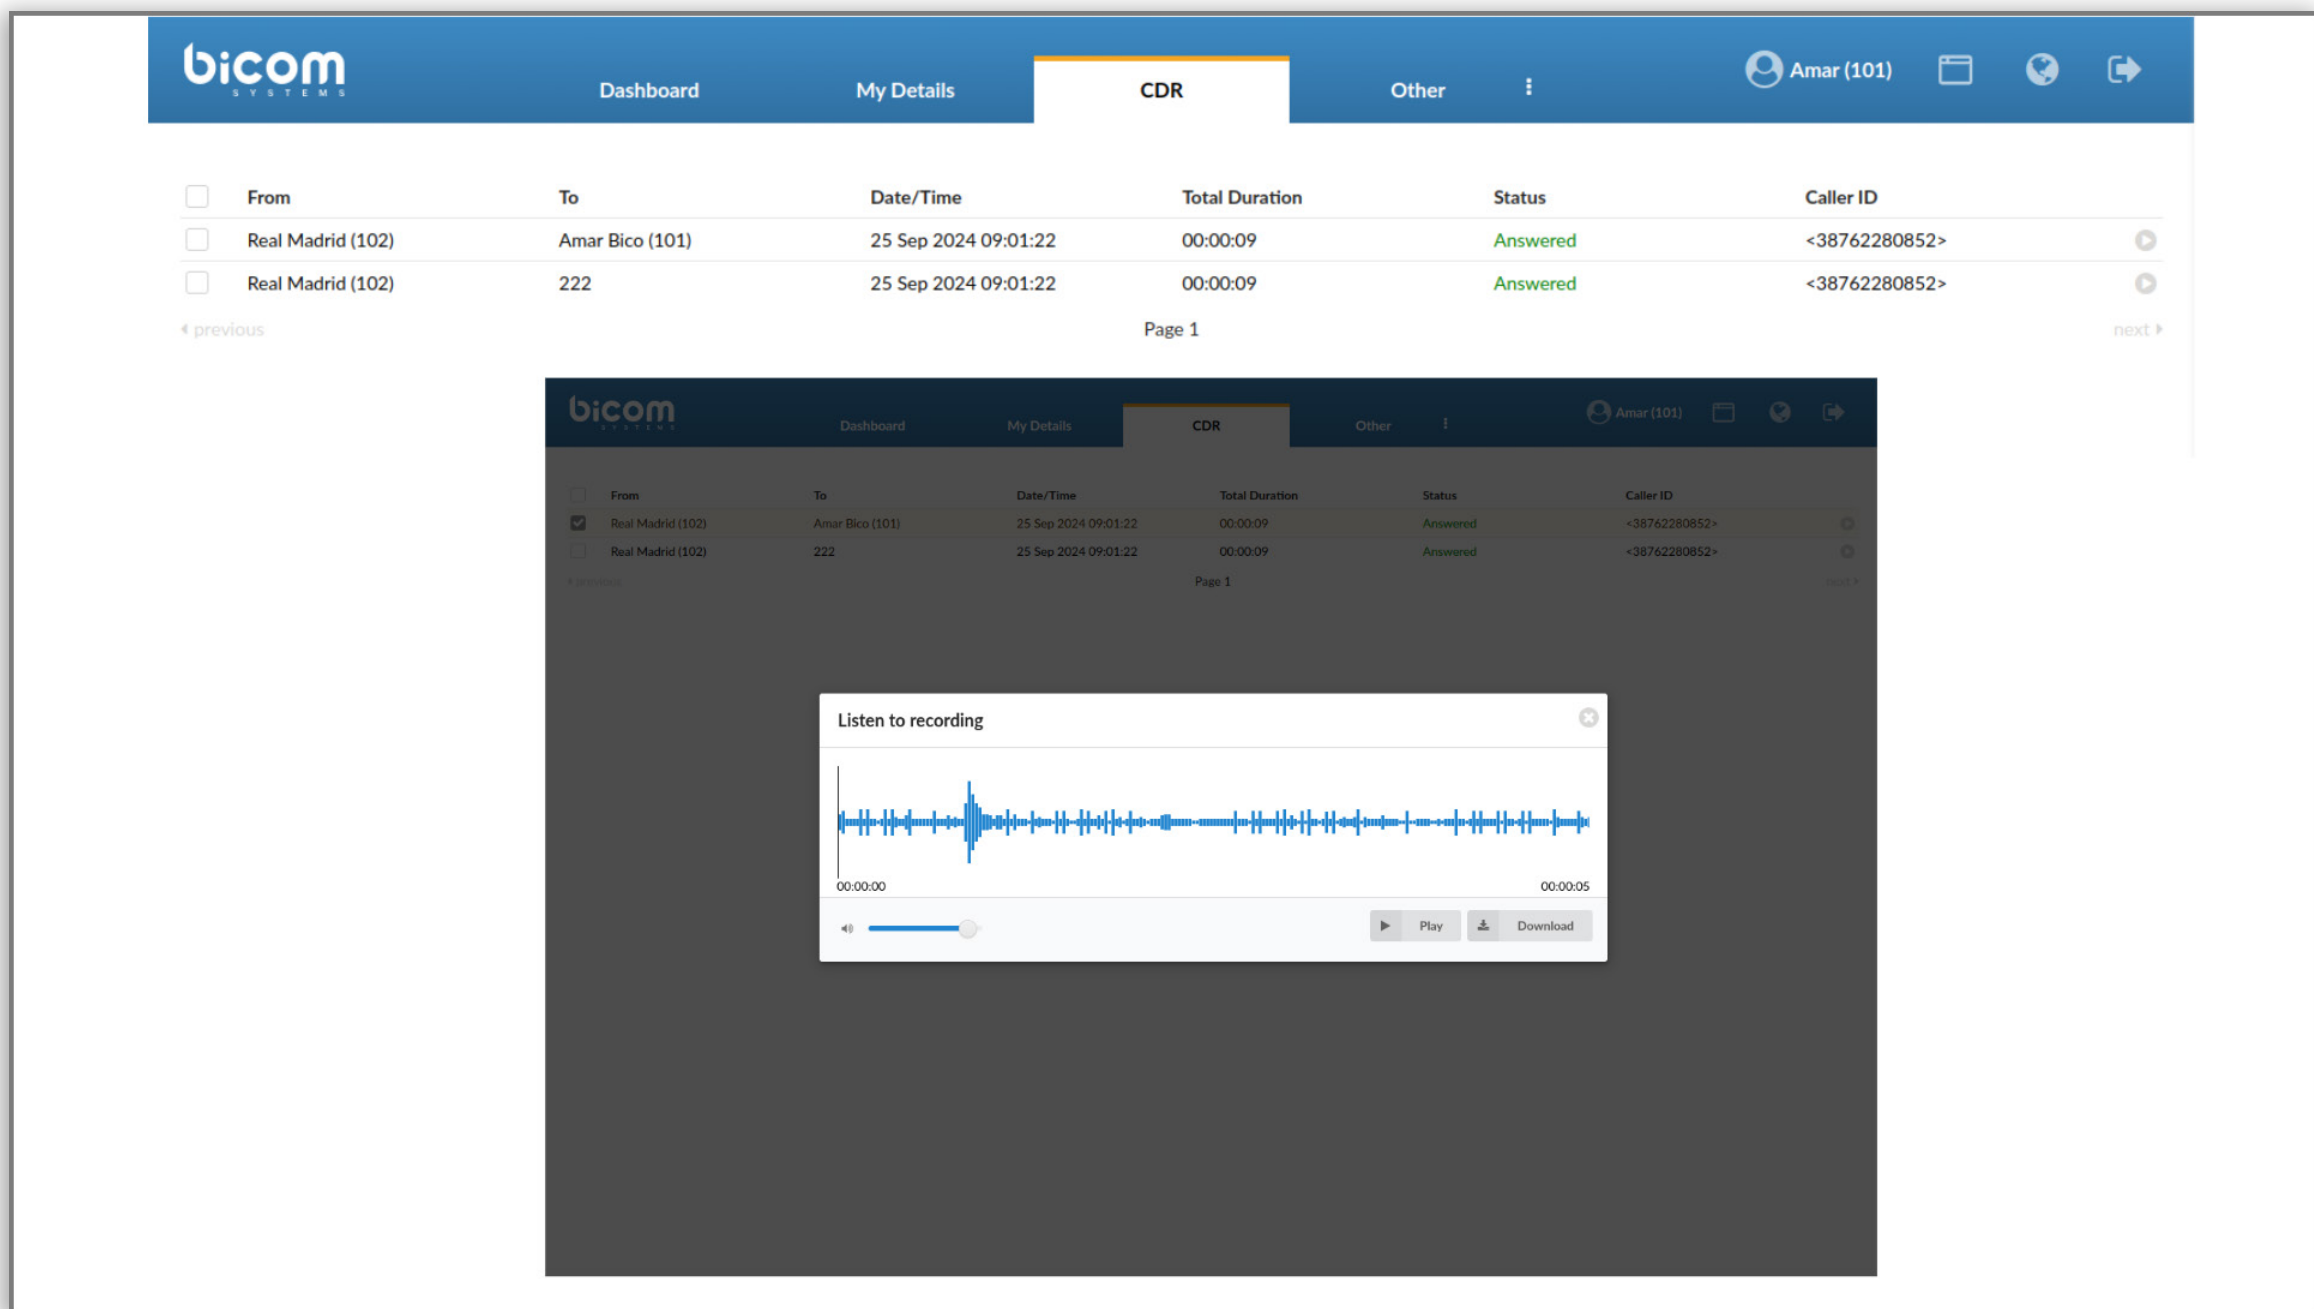 bicom
SYSTEMS
Dashboard My Details CDR Other Amar (101)
From To Date/Time Total Duration Status Caller ID
Real Madrid (102) Amar Bico (101) 25 Sep 2024 09:01:22 00:00:09 Answered <38762280852>
Real Madrid (102) 222 25 Sep 2024 09:01:22 00:00:09 Answered <38762280852>
previous Page 1 next
bicom
SYSTEMS
Dashboard My Details CDR Other Amar (101)
From To Date/Time Total Duration Status Caller ID
Real Madrid (102) Amar Bico (101) 25 Sep 2024 09:01:22 00:00:09 Answered <38762280852>
Real Madrid (102) 222 25 Sep 2024 09:01:22 00:00:09 Answered <38762280852>
previous Page 1 next
Listen to recording
00:00:00 00:00:05
Play Download